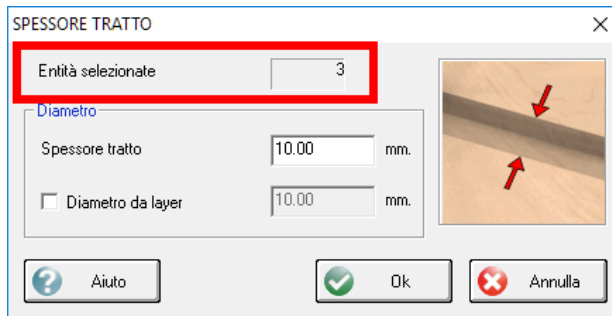 SPESSORE TRATTO
Entità selezionate 3
Diametro
Spessore tratto 10.00 mm.
Diametro da layer 10.00 mm.
Aiuto Ok Annulla